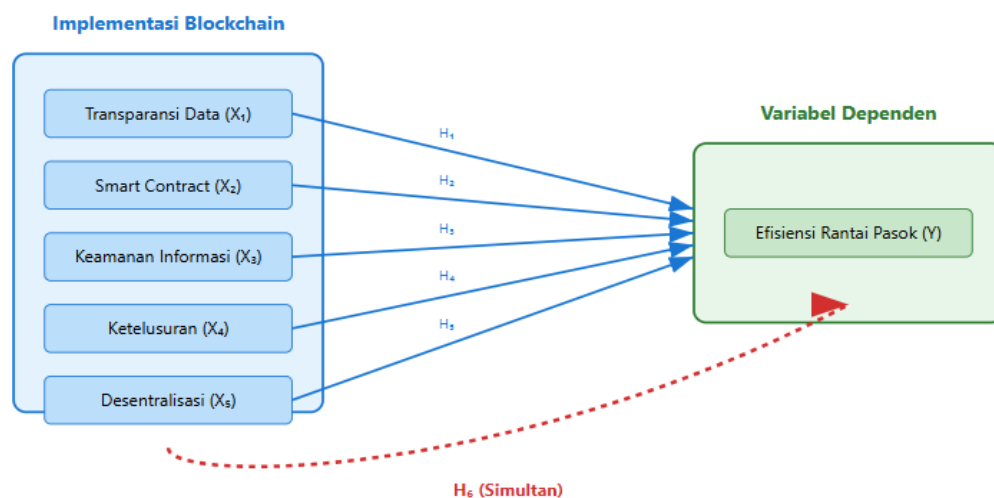 Implementasi Blockchain
Transparansi Data (X₁)
Smart Contract (X₂)
Keamanan Informasi (X₃)
Ketelusuran (X₄)
Desentralisasi (X₅)
H₁
H₂
H₃
H₄
H₅
Variabel Dependen
Efisiensi Rantai Pasok (Y)
H₆ (Simultan)